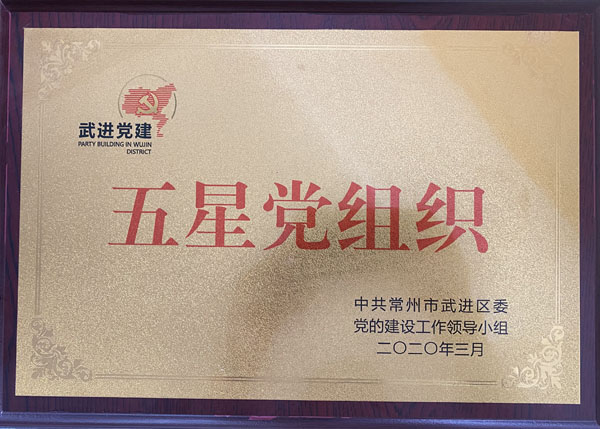 武进党建
PARTY BUILDING IN WUJIN
DISTRICT
五星党组织
中共常州市武进区委
党的建设工作领导小组
二〇二〇年三月